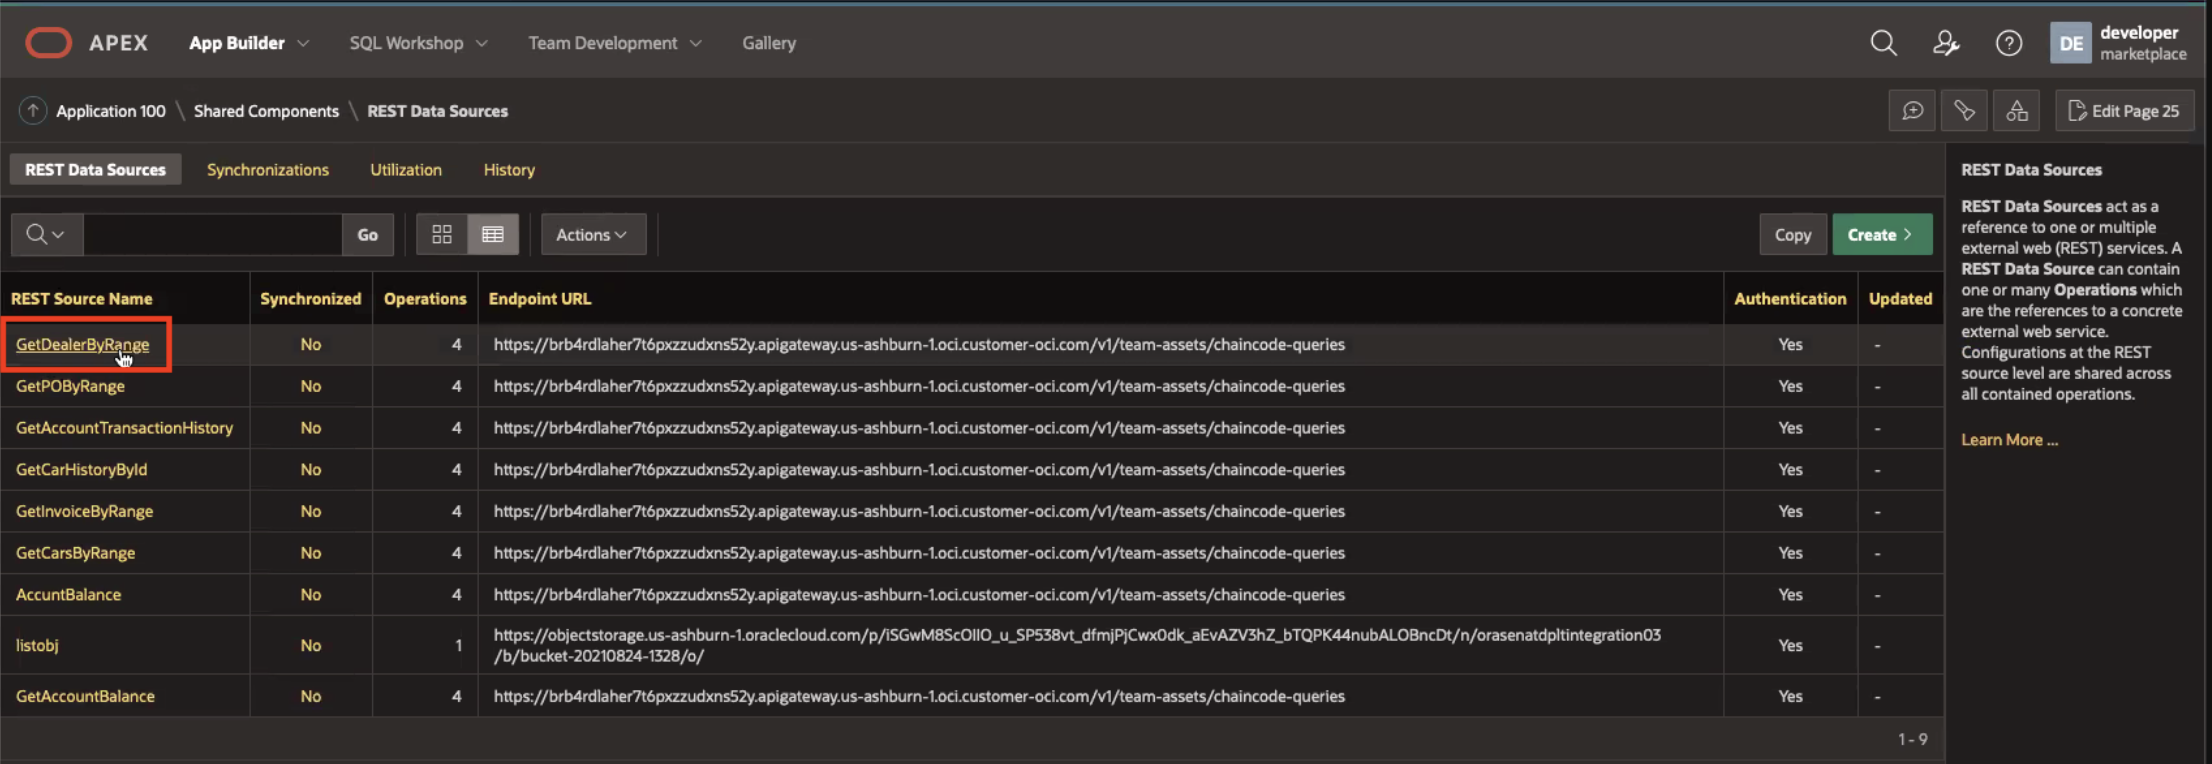 APEX App Builder SQL Workshop Team Development Gallery DE developer
marketplace
Application 100 \ Shared Components \ REST Data Sources Edit Page 25
REST Data Sources Synchronizations Utilization History
Go Actions Copy Create
REST Source Name Synchronized Operations Endpoint URL Authentication Updated
GetDealerByRange No 4 https://brb4rdlaher7t6pxzzudxns52y.apigateway.us-ashburn-1.oci.customer-oci.com/v1/team-assets/chaincode-queries Yes -
GetPOByRange No 4 https://brb4rdlaher7t6pxzzudxns52y.apigateway.us-ashburn-1.oci.customer-oci.com/v1/team-assets/chaincode-queries Yes -
GetAccountTransactionHistory No 4 https://brb4rdlaher7t6pxzzudxns52y.apigateway.us-ashburn-1.oci.customer-oci.com/v1/team-assets/chaincode-queries Yes -
GetCarHistoryById No 4 https://brb4rdlaher7t6pxzzudxns52y.apigateway.us-ashburn-1.oci.customer-oci.com/v1/team-assets/chaincode-queries Yes -
GetInvoiceByRange No 4 https://brb4rdlaher7t6pxzzudxns52y.apigateway.us-ashburn-1.oci.customer-oci.com/v1/team-assets/chaincode-queries Yes -
GetCarsByRange No 4 https://brb4rdlaher7t6pxzzudxns52y.apigateway.us-ashburn-1.oci.customer-oci.com/v1/team-assets/chaincode-queries Yes -
AccuntBalance No 4 https://brb4rdlaher7t6pxzzudxns52y.apigateway.us-ashburn-1.oci.customer-oci.com/v1/team-assets/chaincode-queries Yes -
listobj No 1 https://objectstorage.us-ashburn-1.oraclecloud.com/p/iSGwM8ScOlIO_u_SP538vt_dfmjPjCwx0dk_aEvAZV3hZ_bTQPK44nubALOBncDt/n/orasenatdpltintegration03 Yes -
/b/bucket-20210824-1328/o/
GetAccountBalance No 4 https://brb4rdlaher7t6pxzzudxns52y.apigateway.us-ashburn-1.oci.customer-oci.com/v1/team-assets/chaincode-queries Yes -
1 - 9
REST Data Sources
REST Data Sources act as a
reference to one or multiple
external web (REST) services. A
REST Data Source can contain
one or many Operations which
are the references to a concrete
external web service.
Configurations at the REST
source level are shared across
all contained operations.
Learn More ...